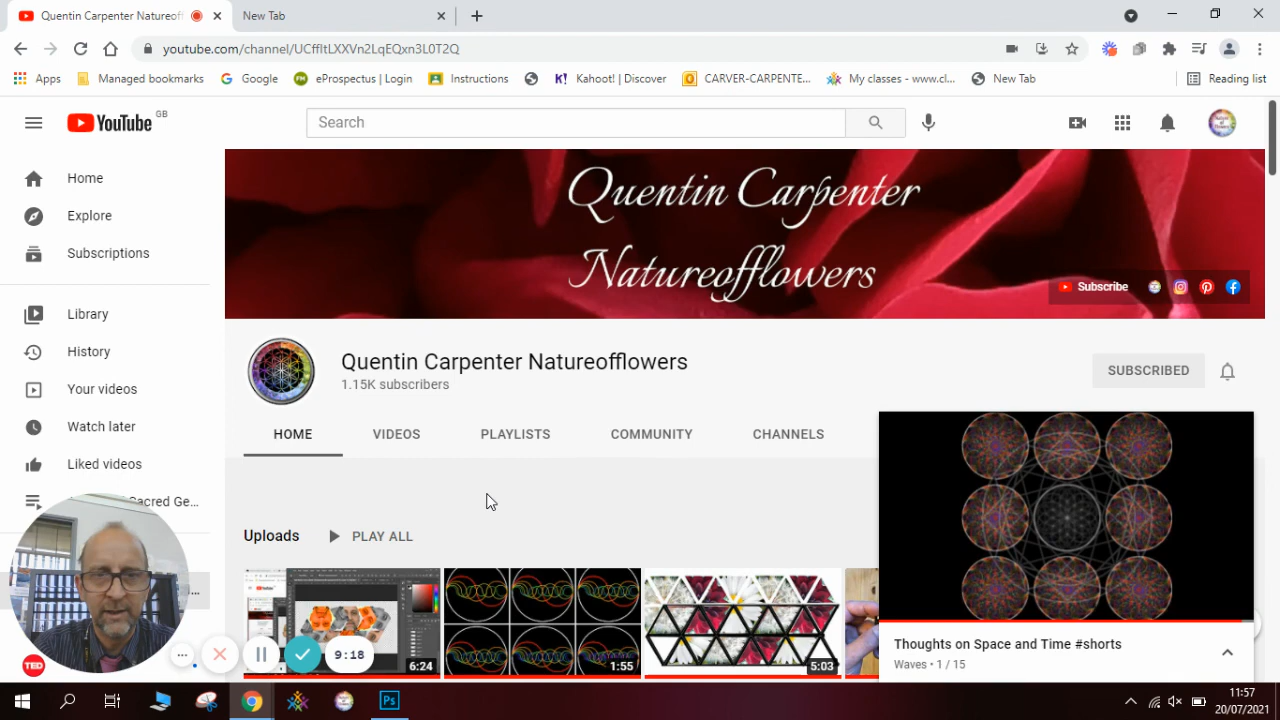 Quentin Carpenter Natureoff
New Tab
youtube.com/channel/UCffItLXXVn2LqEQxn3L0T2Q
Apps
Managed bookmarks
Google
eProspectus | Login
Instructions
Kahoot! | Discover
CARVER-CARPENTE...
My classes - www.cl...
New Tab
Reading list
YouTube GB
Search
Home
Explore
Subscriptions
Library
History
Your videos
Watch later
Liked videos
Sacred Ge...
Quentin Carpenter
Natureofflowers
Subscribe
Quentin Carpenter Natureofflowers
1.15K subscribers
SUBSCRIBED
HOME
VIDEOS
PLAYLISTS
COMMUNITY
CHANNELS
Uploads
PLAY ALL
6:24
1:55
5:03
Thoughts on Space and Time #shorts
Waves • 1 / 15
TED
9:18
Ps
11:57
20/07/2021